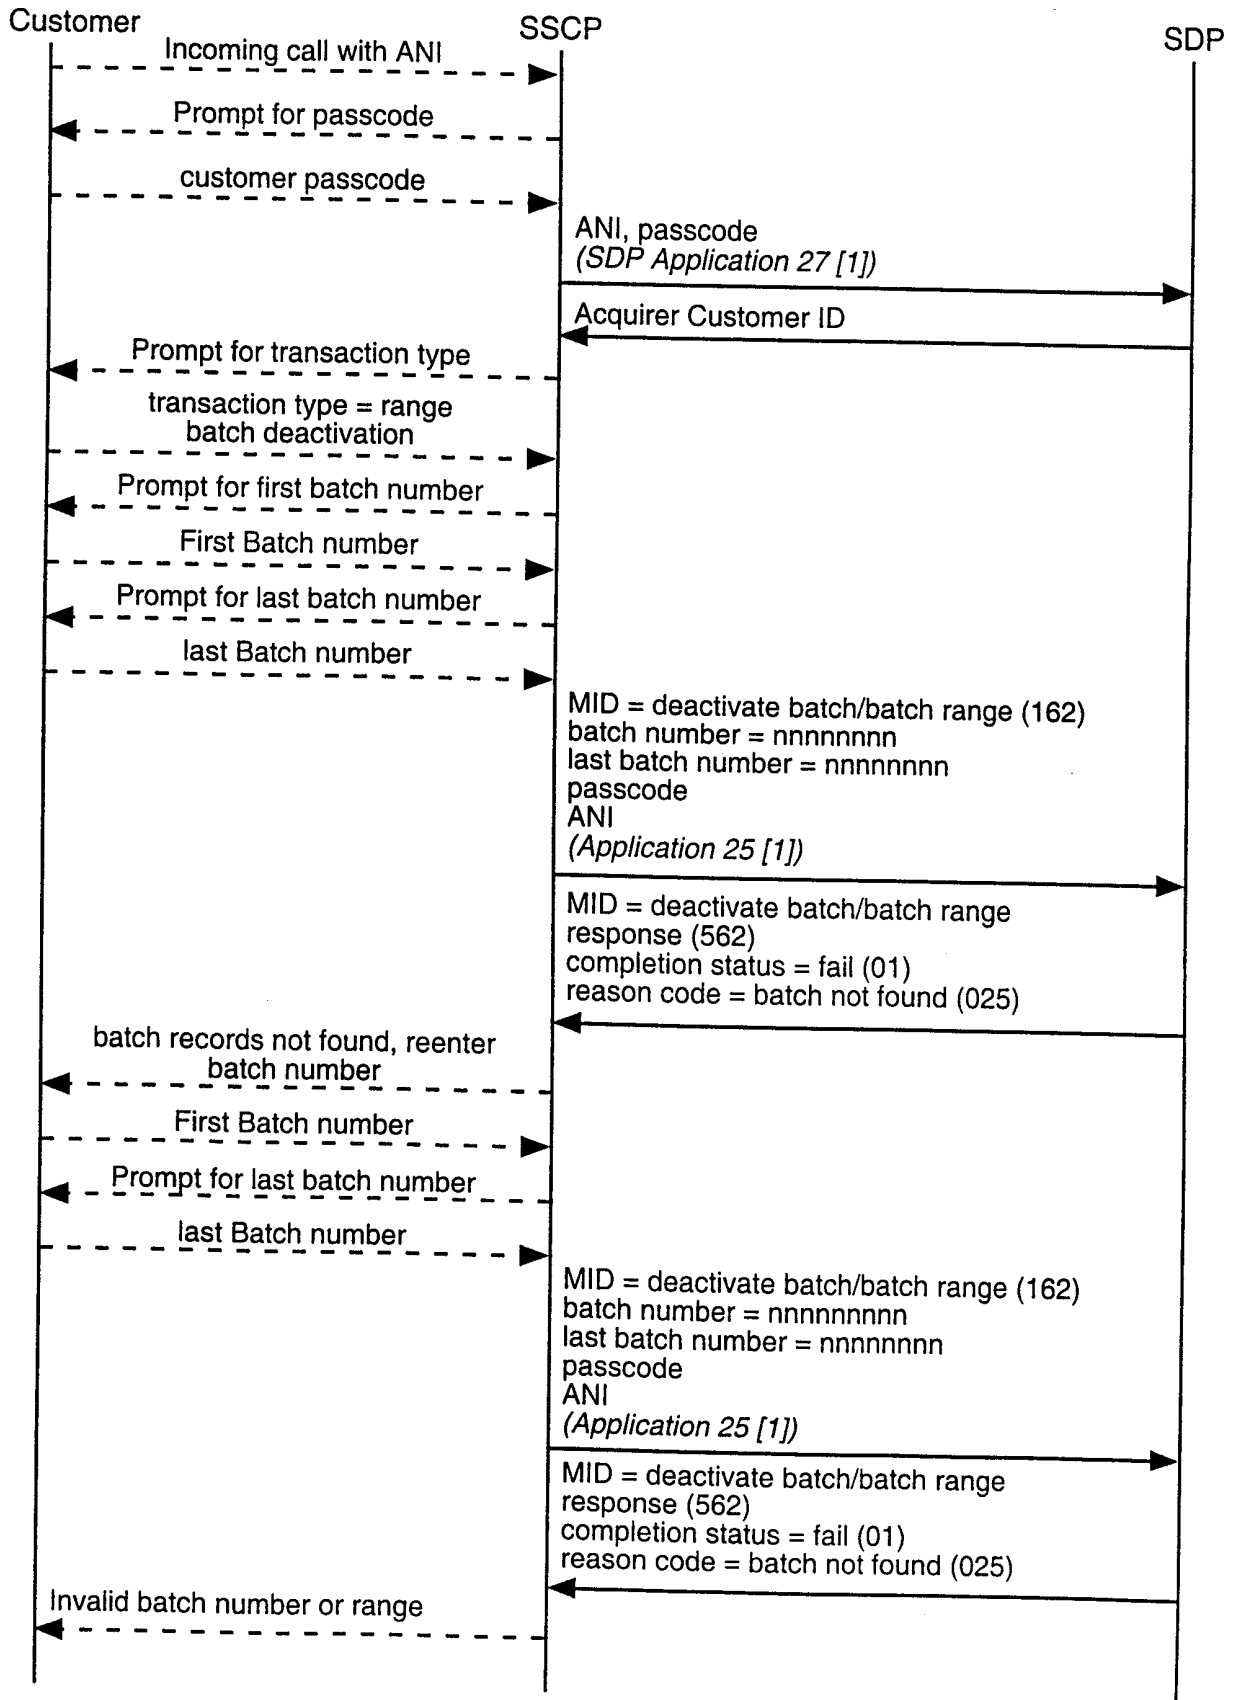 Customer
SSCP
SDP
Incoming call with ANI
Prompt for passcode
customer passcode
ANI, passcode
(SDP Application 27 [1])
Acquirer Customer ID
Prompt for transaction type
transaction type = range
batch deactivation
Prompt for first batch number
First Batch number
Prompt for last batch number
last Batch number
MID = deactivate batch/batch range (162)
batch number = nnnnnnnnn
last batch number = nnnnnnnnn
passcode
ANI
(Application 25 [1])
MID = deactivate batch/batch range
response (562)
completion status = fail (01)
reason code = batch not found (025)
batch records not found, reenter
batch number
First Batch number
Prompt for last batch number
last Batch number
MID = deactivate batch/batch range (162)
batch number = nnnnnnnnnn
last batch number = nnnnnnnnn
passcode
ANI
(Application 25 [1])
MID = deactivate batch/batch range
response (562)
completion status = fail (01)
reason code = batch not found (025)
Invalid batch number or range